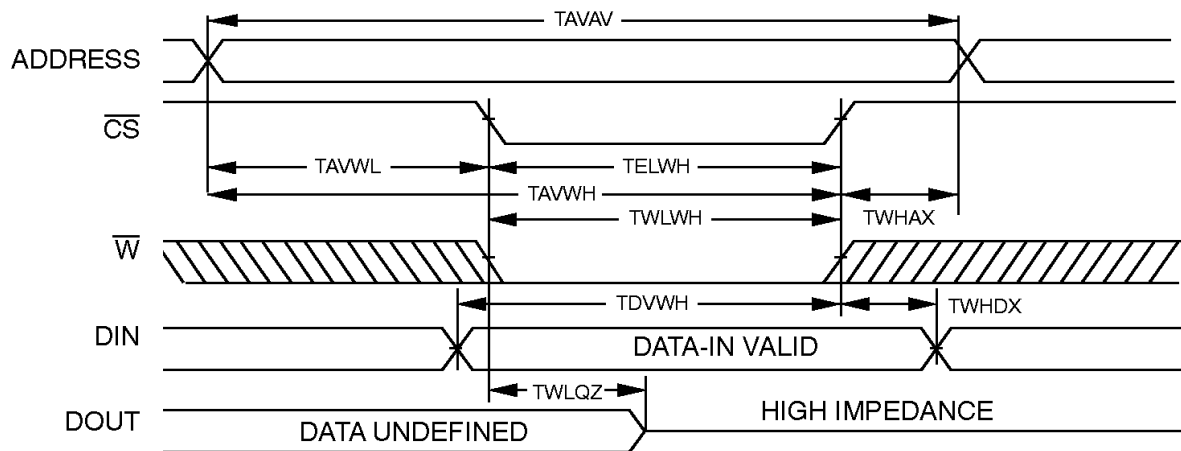 TAVAV
ADDRESS
CS
TAVWL
TELWH
TAVWH
TWLWH
TWHAX
W
TDVWH
TWHDX
DIN
DATA-IN VALID
TWLQZ
DOUT
DATA UNDEFINED
HIGH IMPEDANCE